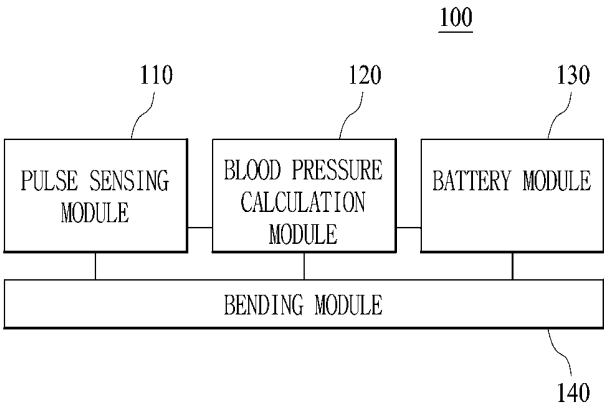 100
110
120
130
PULSE SENSING
MODULE
BLOOD PRESSURE
CALCULATION
MODULE
BATTERY MODULE
BENDING MODULE
140